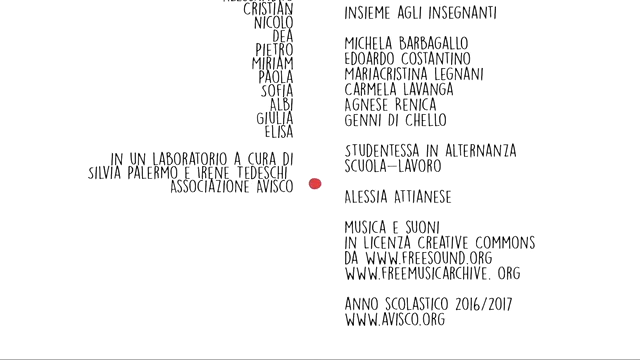 CRISTIAN
NICOLO
DEA
PIETRO
MIRIAM
PAOLA
SOFIA
ALBI
GIULIA
ELISA
IN UN LABORATORIO A CURA DI
SILVIA PALERMO E IRENE TEDESCHI
ASSOCIAZIONE AVISCO
INSIEME AGLI INSEGNANTI
MICHELA BARBAGALLO
EDOARDO COSTANTINO
MARIACRISTINA LEGNANI
CARMELA LAVANGA
AGNESE RENICA
GENNI DI CHELLO
STUDENTESSA IN ALTERNANZA
SCUOLA-LAVORO
ALESSIA ATTIANESE
MUSICA E SUONI
IN LICENZA CREATIVE COMMONS
DA WWW.FREESOUND.ORG
WWW.FREEMUSICARCHIVE. ORG
ANNO SCOLASTICO 2016/2017
WWW.AVISCO.ORG